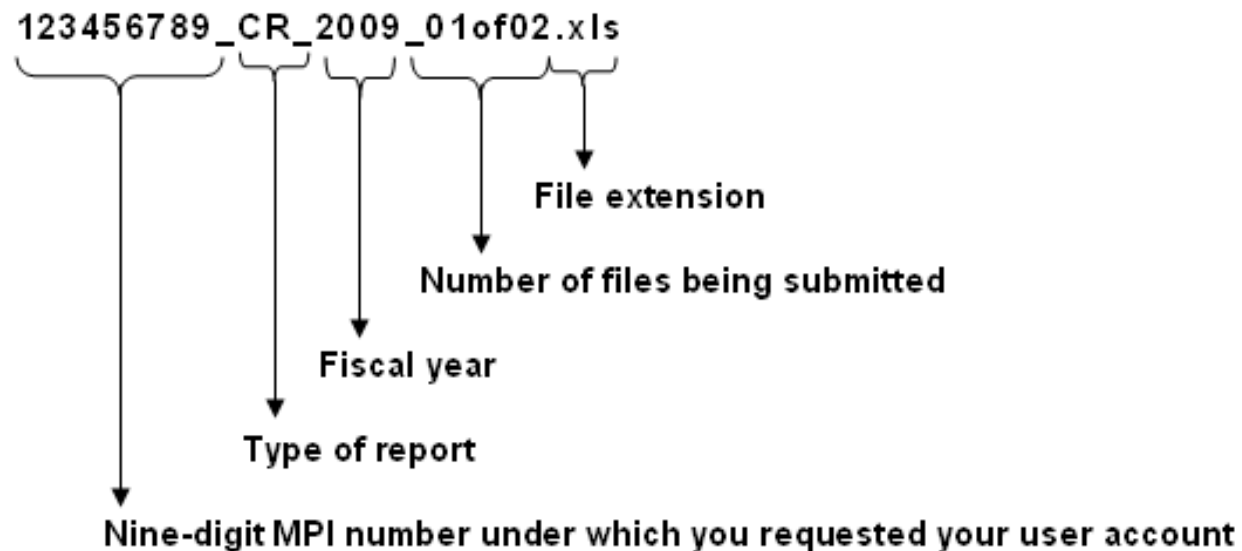 123456789_CR_2009_01of02.xls
File extension
Number of files being submitted
Fiscal year
Type of report
Nine-digit MPI number under which you requested your user account